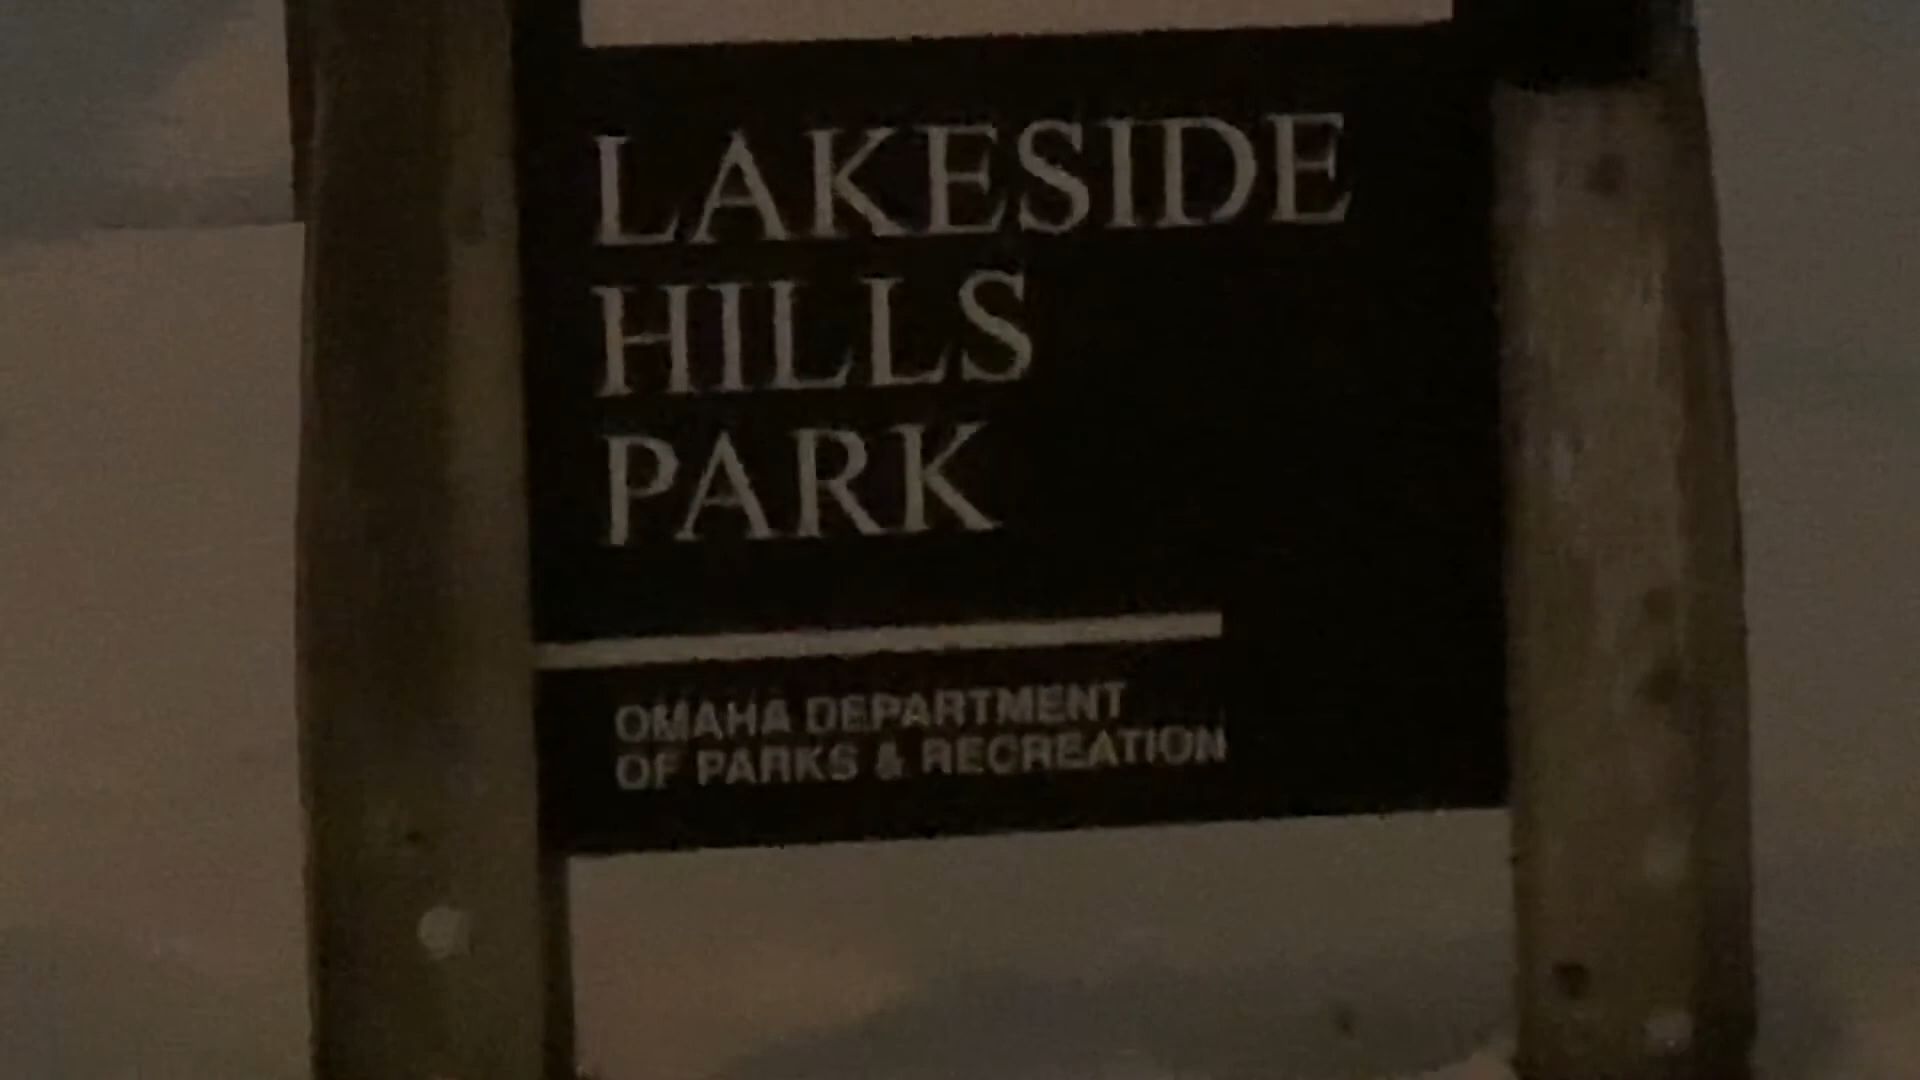 LAKESIDE
HILLS
PARK
OMAHA DEPARTMENT
OF PARKS & RECREATION